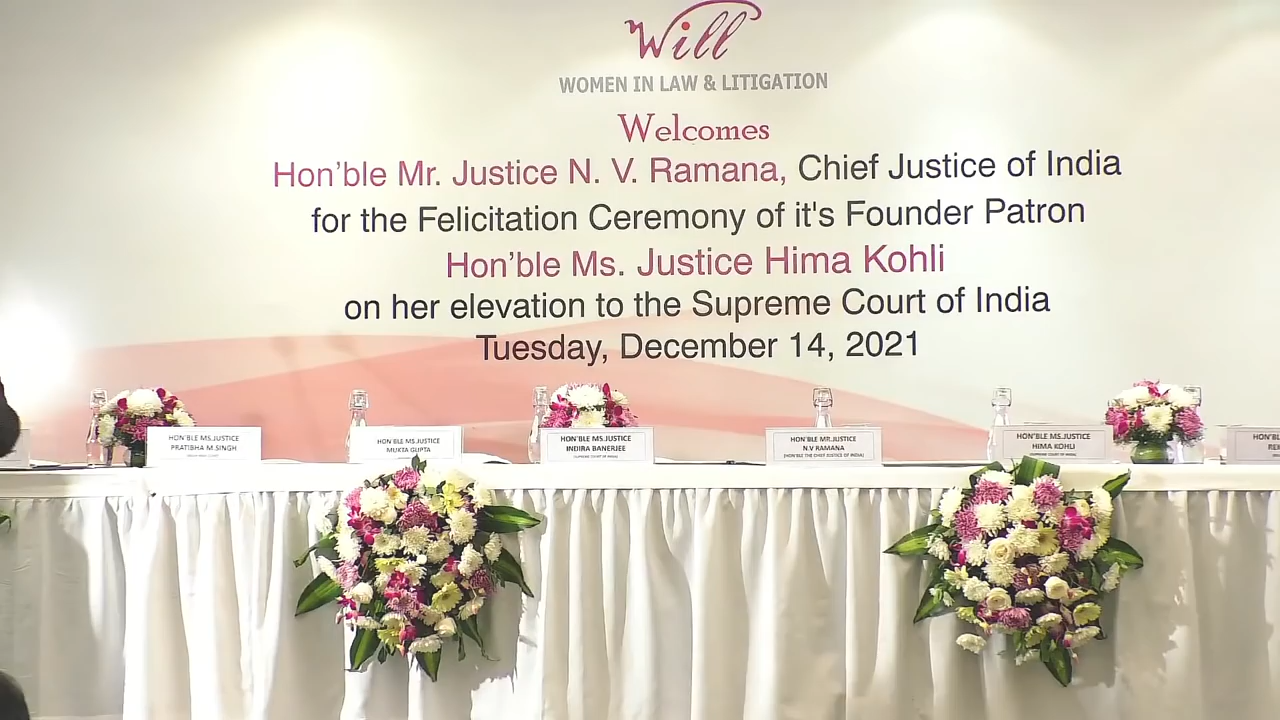 Will
WOMEN IN LAW & LITIGATION
Welcomes
Hon'ble Mr. Justice N. V. Ramana, Chief Justice of India
for the Felicitation Ceremony of it's Founder Patron
Hon'ble Ms. Justice Hima Kohli
on her elevation to the Supreme Court of India
Tuesday, December 14, 2021
HON'BLE MS.JUSTICE
PRATIBHA M.SINGH
HON'BLE MS.JUSTICE
MUKTA GUPTA
HON'BLE MS.JUSTICE
INDIRA BANERJEE
(SUPREME COURT OF INDIA)
HON'BLE MR.JUSTICE
N.V RAMANA
(HON'BLE THE CHIEF JUSTICE OF INDIA)
HON'BLE MS.JUSTICE
HIMA KOHLI
(SUPREME COURT OF INDIA)